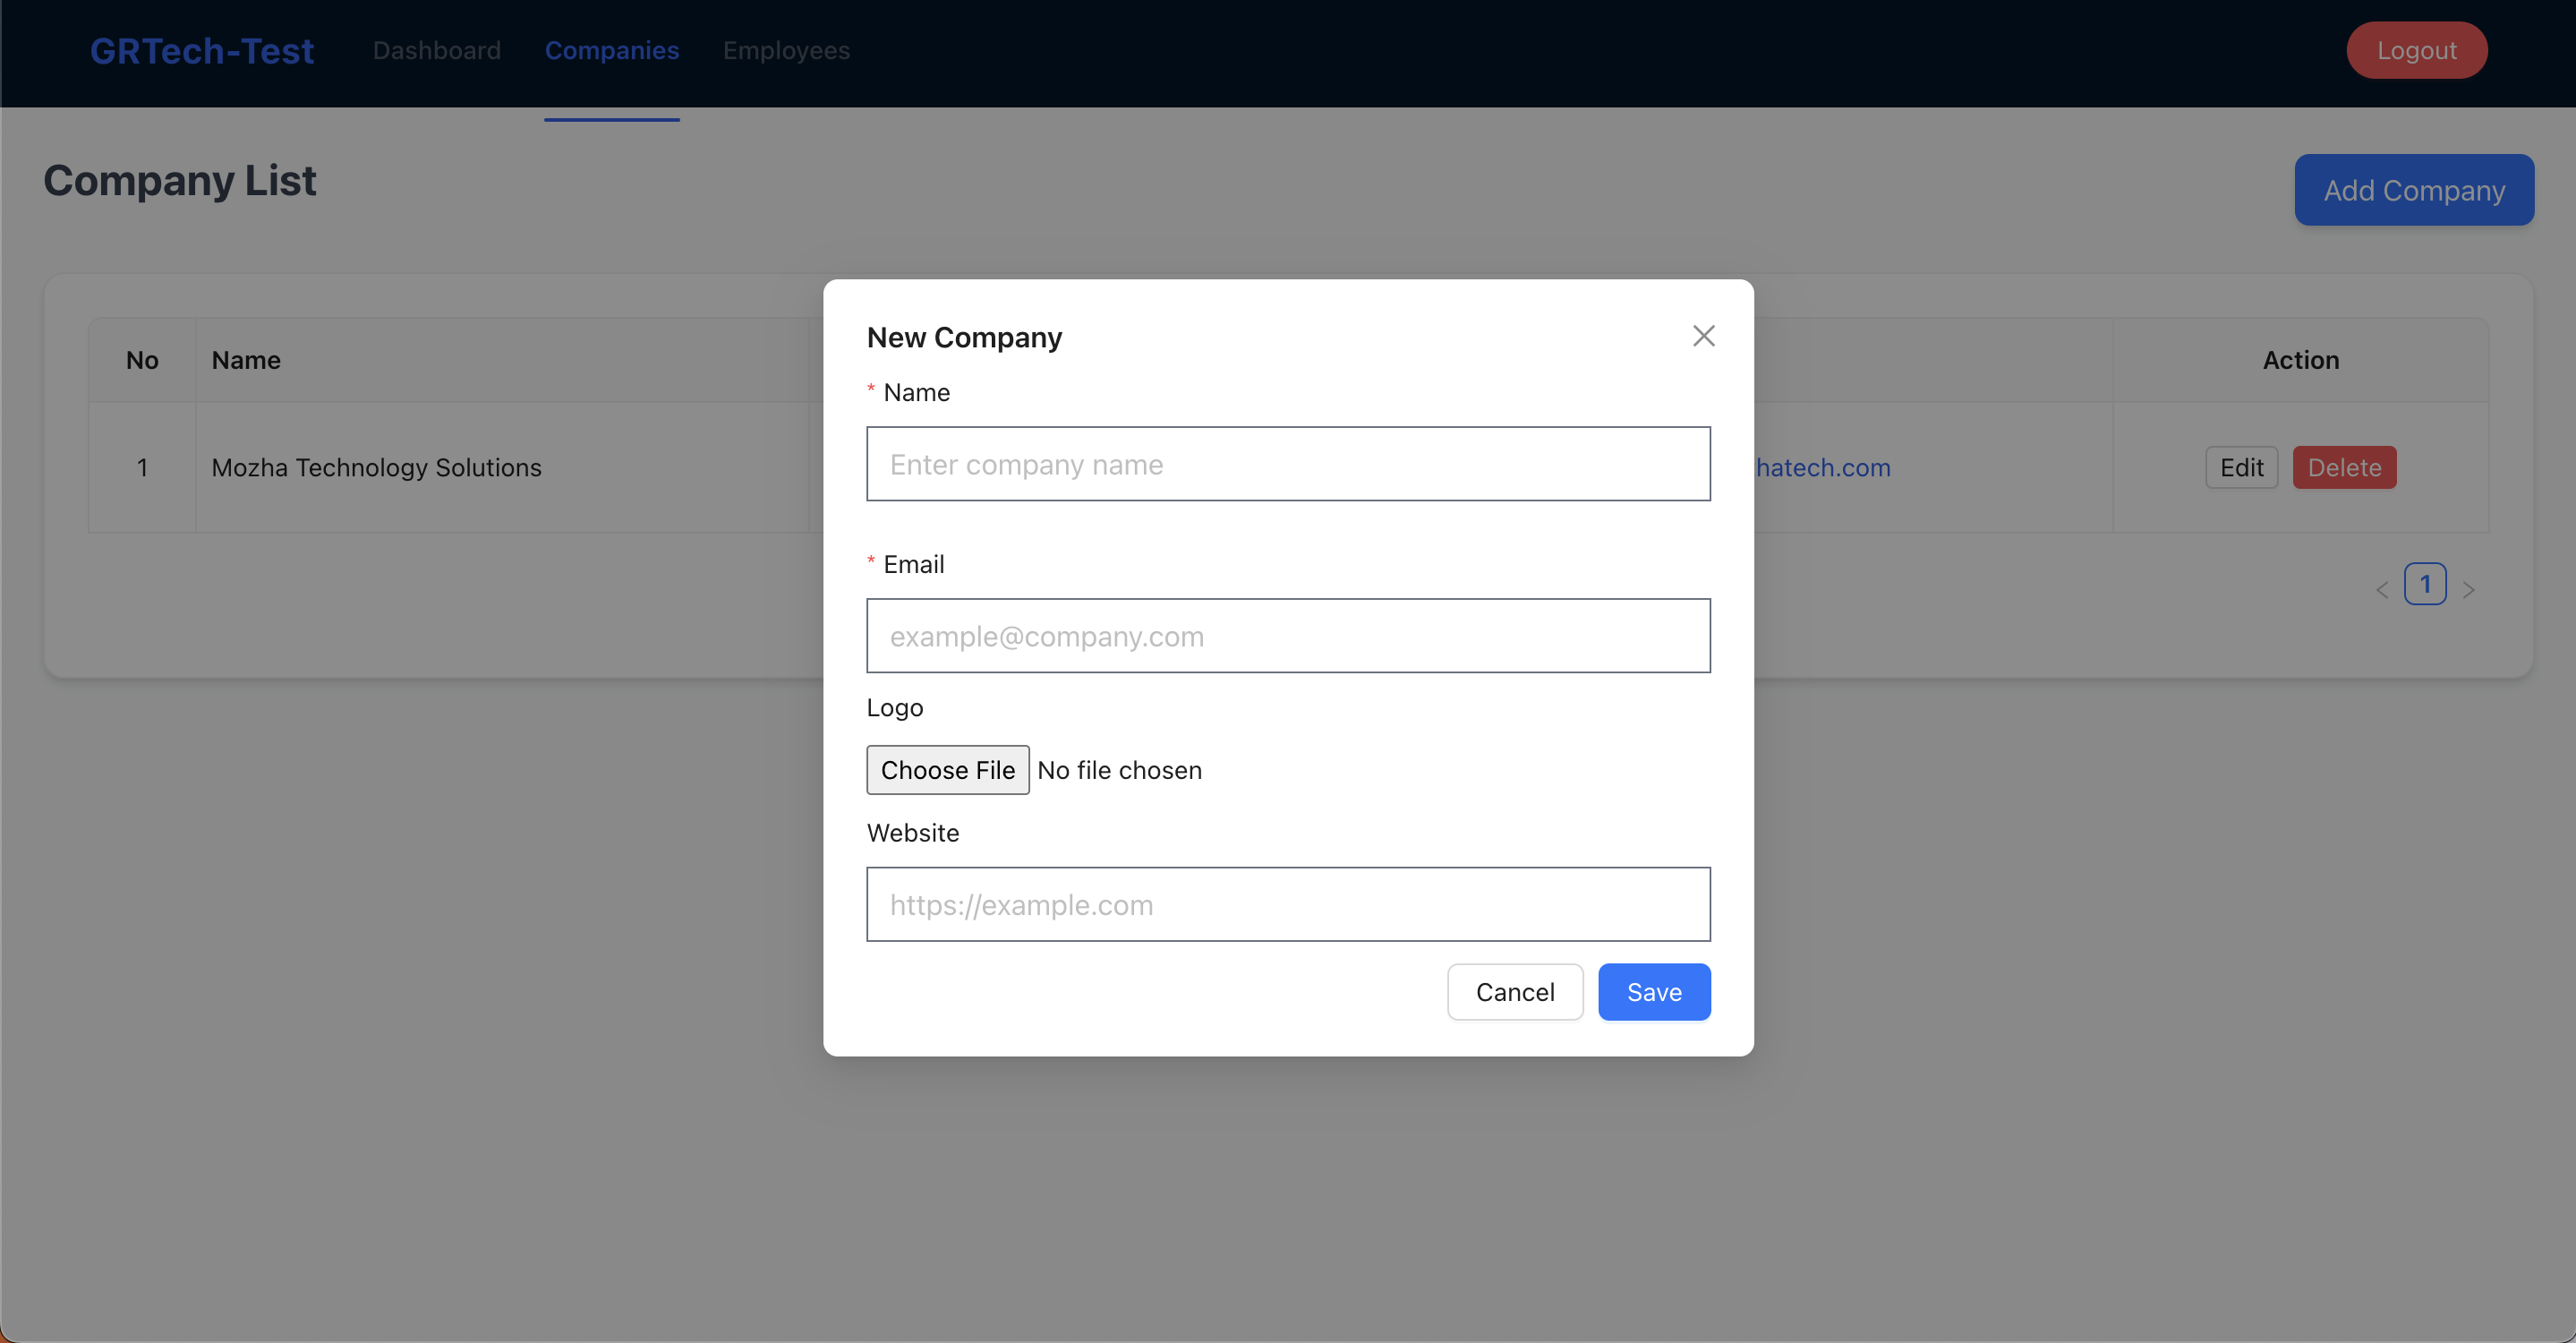 GRTech-Test Dashboard Companies Employees Logout
Company List Add Company
New Company
No Name Action
* Name
Enter company name
1 Mozha Technology Solutions hatech.com Edit Delete
* Email
example@company.com
< 1 >
Logo
Choose File No file chosen
Website
https://example.com
Cancel Save